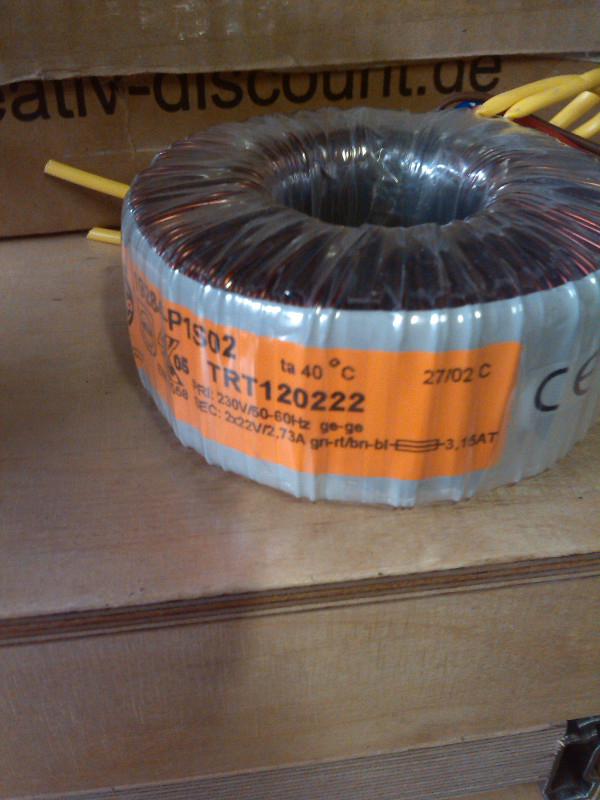 eativ-discount.de
-P1S02
ta 40 °C
27/02 C
05 TRT120222
PRI: 230V/50-60Hz ge-ge
SEC: 2x22V/2,73A gn-rt/bn-bl 3,15AT
CE